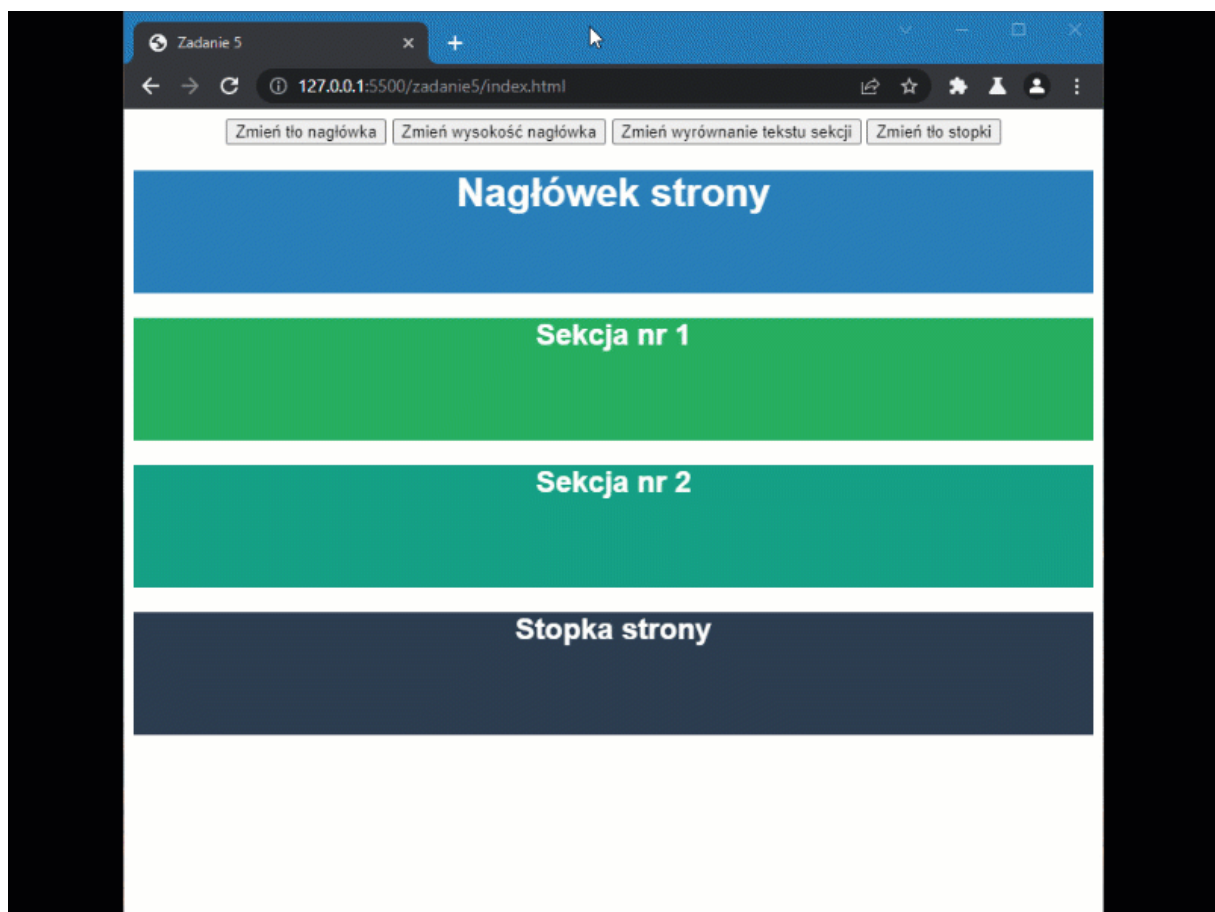 Zadanie 5
127.0.0.1:5500/zadanie5/index.html
Zmień tło nagłówka Zmień wysokość nagłówka Zmień wyrównanie tekstu sekcji Zmień tło stopki
Nagłówek strony
Sekcja nr 1
Sekcja nr 2
Stopka strony